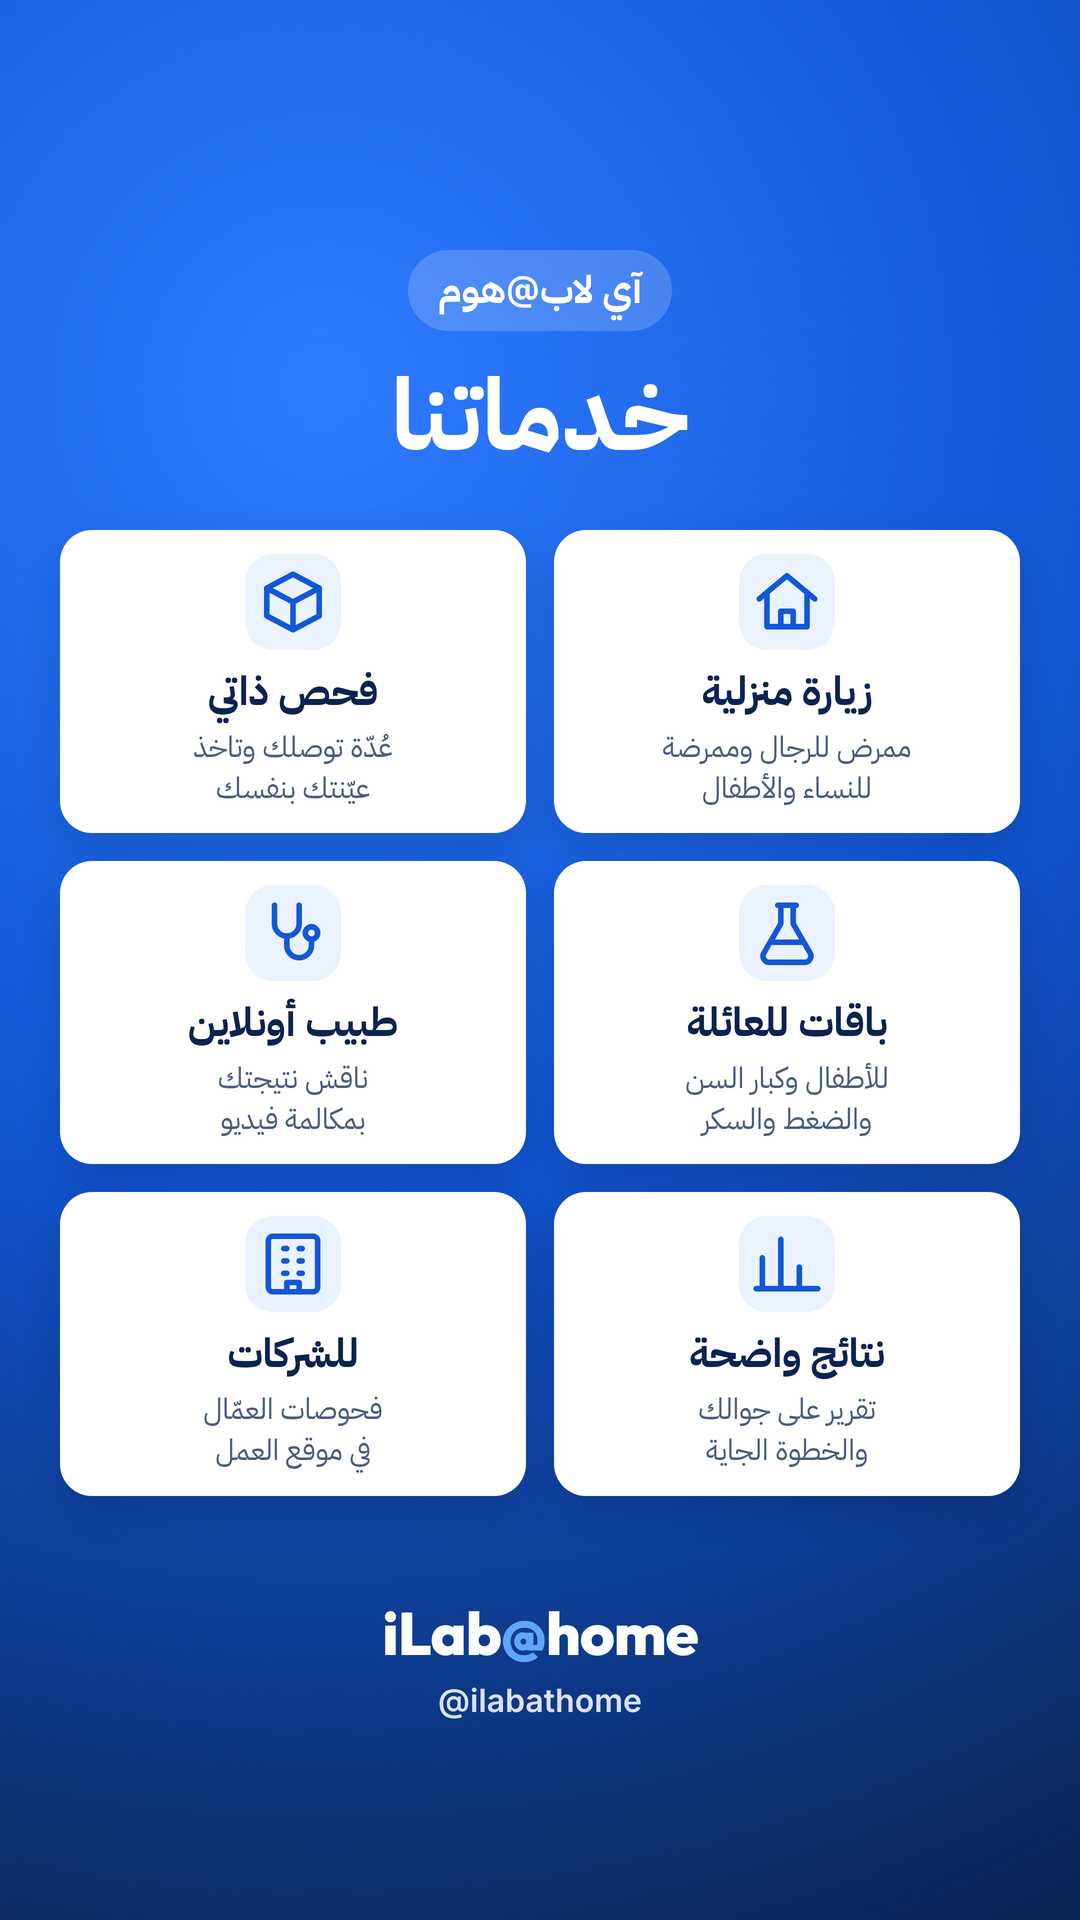 آي لاب@هوم
خدماتنا
زيارة منزلية
ممرض للرجال وممرضة
للنساء والأطفال
فحص ذاتي
عُدّة توصلك وتاخذ
عيّنتك بنفسك
باقات للعائلة
للأطفال وكبار السن
والضغط والسكر
طبيب أونلاين
ناقش نتيجتك
بمكالمة فيديو
نتائج واضحة
تقرير على جوالك
والخطوة الجاية
للشركات
فحوصات العمّال
في موقع العمل
iLab@home
@ilabathome